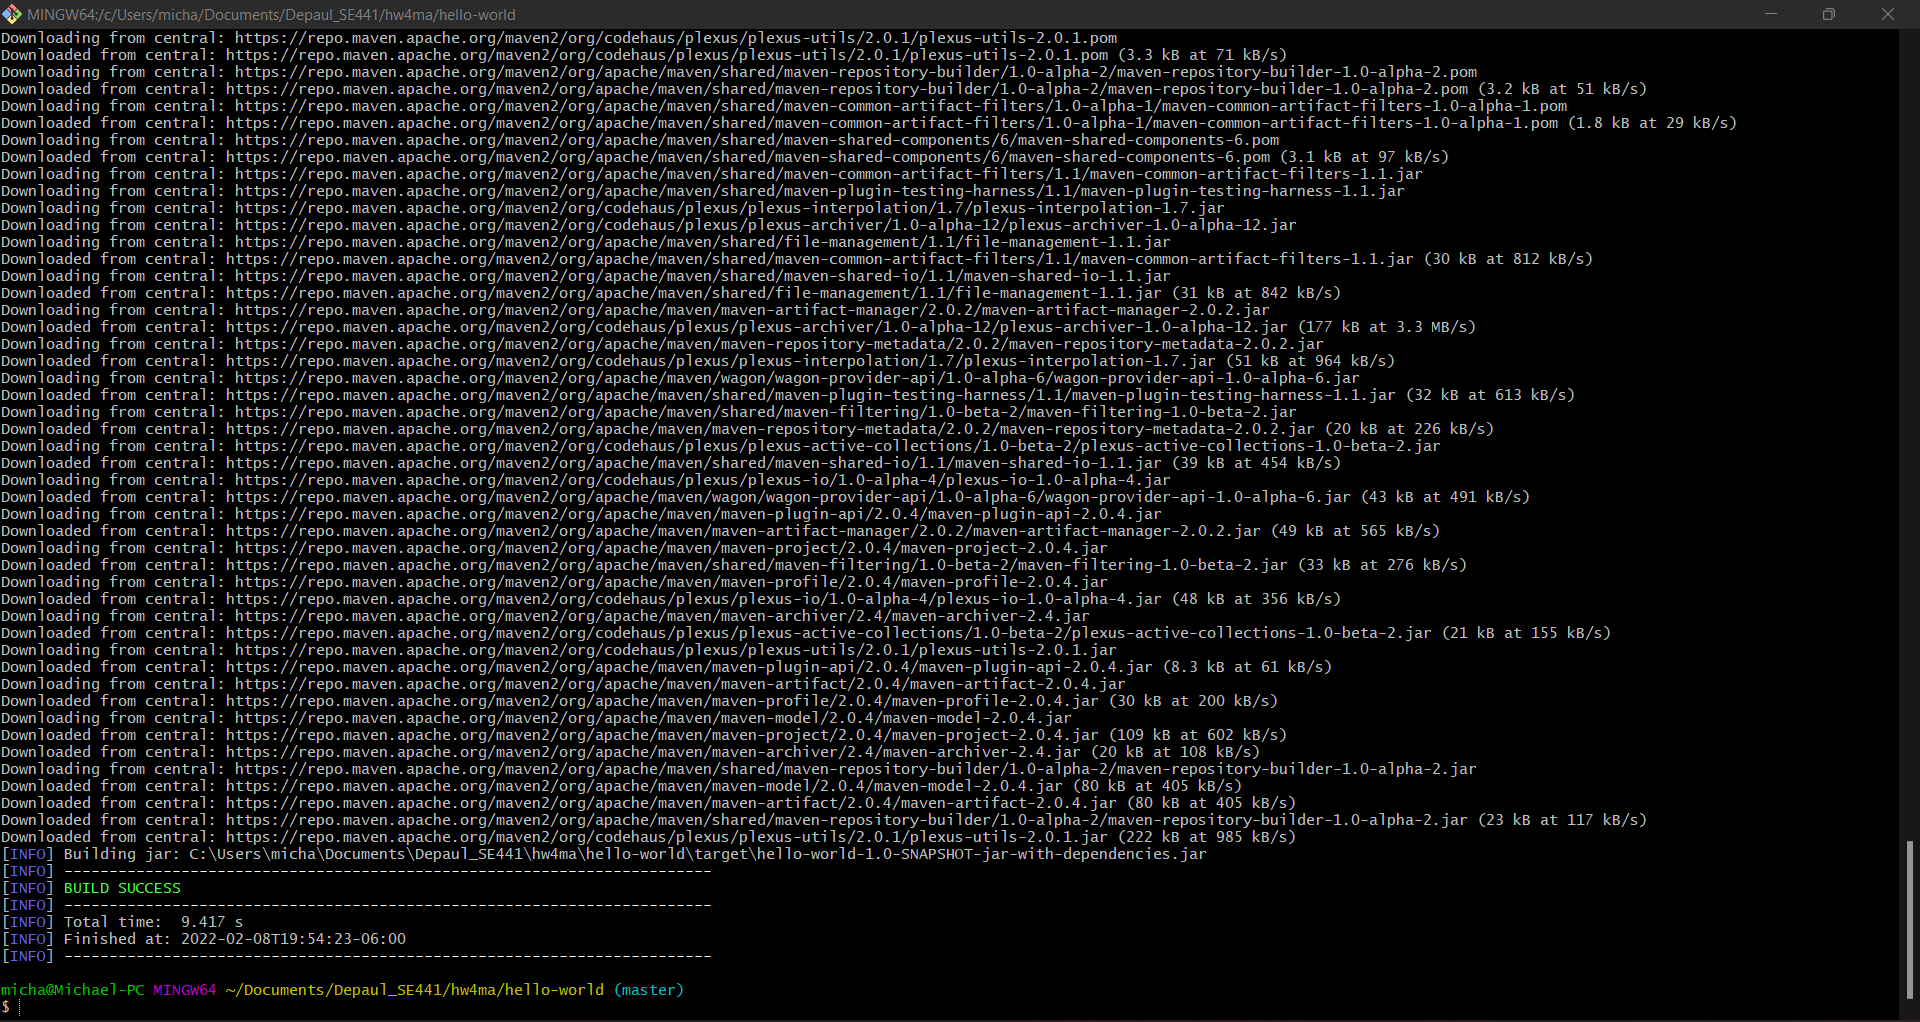 MINGW64:/c/Users/micha/Documents/Depaul_SE441/hw4ma/hello-world
Downloading from central: https://repo.maven.apache.org/maven2/org/codehaus/plexus/plexus-utils/2.0.1/plexus-utils-2.0.1.pom
Downloaded from central: https://repo.maven.apache.org/maven2/org/codehaus/plexus/plexus-utils/2.0.1/plexus-utils-2.0.1.pom (3.3 kB at 71 kB/s)
Downloading from central: https://repo.maven.apache.org/maven2/org/apache/maven/shared/maven-repository-builder/1.0-alpha-2/maven-repository-builder-1.0-alpha-2.pom
Downloaded from central: https://repo.maven.apache.org/maven2/org/apache/maven/shared/maven-repository-builder/1.0-alpha-2/maven-repository-builder-1.0-alpha-2.pom (3.2 kB at 51 kB/s)
Downloading from central: https://repo.maven.apache.org/maven2/org/apache/maven/shared/maven-common-artifact-filters/1.0-alpha-1/maven-common-artifact-filters-1.0-alpha-1.pom
Downloaded from central: https://repo.maven.apache.org/maven2/org/apache/maven/shared/maven-common-artifact-filters/1.0-alpha-1/maven-common-artifact-filters-1.0-alpha-1.pom (1.8 kB at 29 kB/s)
Downloading from central: https://repo.maven.apache.org/maven2/org/apache/maven/shared/maven-shared-components/6/maven-shared-components-6.pom
Downloaded from central: https://repo.maven.apache.org/maven2/org/apache/maven/shared/maven-shared-components/6/maven-shared-components-6.pom (3.1 kB at 97 kB/s)
Downloading from central: https://repo.maven.apache.org/maven2/org/apache/maven/shared/maven-common-artifact-filters/1.1/maven-common-artifact-filters-1.1.jar
Downloading from central: https://repo.maven.apache.org/maven2/org/apache/maven/shared/maven-plugin-testing-harness/1.1/maven-plugin-testing-harness-1.1.jar
Downloading from central: https://repo.maven.apache.org/maven2/org/codehaus/plexus/plexus-interpolation/1.7/plexus-interpolation-1.7.jar
Downloading from central: https://repo.maven.apache.org/maven2/org/codehaus/plexus/plexus-archiver/1.0-alpha-12/plexus-archiver-1.0-alpha-12.jar
Downloading from central: https://repo.maven.apache.org/maven2/org/apache/maven/shared/file-management/1.1/file-management-1.1.jar
Downloaded from central: https://repo.maven.apache.org/maven2/org/apache/maven/shared/maven-common-artifact-filters/1.1/maven-common-artifact-filters-1.1.jar (30 kB at 812 kB/s)
Downloading from central: https://repo.maven.apache.org/maven2/org/apache/maven/shared/maven-shared-io/1.1/maven-shared-io-1.1.jar
Downloaded from central: https://repo.maven.apache.org/maven2/org/apache/maven/shared/file-management/1.1/file-management-1.1.jar (31 kB at 842 kB/s)
Downloading from central: https://repo.maven.apache.org/maven2/org/apache/maven/maven-artifact-manager/2.0.2/maven-artifact-manager-2.0.2.jar
Downloaded from central: https://repo.maven.apache.org/maven2/org/codehaus/plexus/plexus-archiver/1.0-alpha-12/plexus-archiver-1.0-alpha-12.jar (177 kB at 3.3 MB/s)
Downloading from central: https://repo.maven.apache.org/maven2/org/apache/maven/maven-repository-metadata/2.0.2/maven-repository-metadata-2.0.2.jar
Downloaded from central: https://repo.maven.apache.org/maven2/org/codehaus/plexus/plexus-interpolation/1.7/plexus-interpolation-1.7.jar (51 kB at 964 kB/s)
Downloading from central: https://repo.maven.apache.org/maven2/org/apache/maven/wagon/wagon-provider-api/1.0-alpha-6/wagon-provider-api-1.0-alpha-6.jar
Downloaded from central: https://repo.maven.apache.org/maven2/org/apache/maven/shared/maven-plugin-testing-harness/1.1/maven-plugin-testing-harness-1.1.jar (32 kB at 613 kB/s)
Downloading from central: https://repo.maven.apache.org/maven2/org/apache/maven/shared/maven-filtering/1.0-beta-2/maven-filtering-1.0-beta-2.jar
Downloaded from central: https://repo.maven.apache.org/maven2/org/apache/maven/maven-repository-metadata/2.0.2/maven-repository-metadata-2.0.2.jar (20 kB at 226 kB/s)
Downloading from central: https://repo.maven.apache.org/maven2/org/codehaus/plexus/plexus-active-collections/1.0-beta-2/plexus-active-collections-1.0-beta-2.jar
Downloaded from central: https://repo.maven.apache.org/maven2/org/apache/maven/shared/maven-shared-io/1.1/maven-shared-io-1.1.jar (39 kB at 454 kB/s)
Downloading from central: https://repo.maven.apache.org/maven2/org/codehaus/plexus/plexus-io/1.0-alpha-4/plexus-io-1.0-alpha-4.jar
Downloaded from central: https://repo.maven.apache.org/maven2/org/apache/maven/wagon/wagon-provider-api/1.0-alpha-6/wagon-provider-api-1.0-alpha-6.jar (43 kB at 491 kB/s)
Downloading from central: https://repo.maven.apache.org/maven2/org/apache/maven/maven-plugin-api/2.0.4/maven-plugin-api-2.0.4.jar
Downloaded from central: https://repo.maven.apache.org/maven2/org/apache/maven/maven-artifact-manager/2.0.2/maven-artifact-manager-2.0.2.jar (49 kB at 565 kB/s)
Downloading from central: https://repo.maven.apache.org/maven2/org/apache/maven/maven-project/2.0.4/maven-project-2.0.4.jar
Downloaded from central: https://repo.maven.apache.org/maven2/org/apache/maven/shared/maven-filtering/1.0-beta-2/maven-filtering-1.0-beta-2.jar (33 kB at 276 kB/s)
Downloading from central: https://repo.maven.apache.org/maven2/org/apache/maven/maven-profile/2.0.4/maven-profile-2.0.4.jar
Downloaded from central: https://repo.maven.apache.org/maven2/org/codehaus/plexus/plexus-io/1.0-alpha-4/plexus-io-1.0-alpha-4.jar (48 kB at 356 kB/s)
Downloading from central: https://repo.maven.apache.org/maven2/org/apache/maven/maven-archiver/2.4/maven-archiver-2.4.jar
Downloaded from central: https://repo.maven.apache.org/maven2/org/codehaus/plexus/plexus-active-collections/1.0-beta-2/plexus-active-collections-1.0-beta-2.jar (21 kB at 155 kB/s)
Downloading from central: https://repo.maven.apache.org/maven2/org/codehaus/plexus/plexus-utils/2.0.1/plexus-utils-2.0.1.jar
Downloaded from central: https://repo.maven.apache.org/maven2/org/apache/maven/maven-plugin-api/2.0.4/maven-plugin-api-2.0.4.jar (8.3 kB at 61 kB/s)
Downloading from central: https://repo.maven.apache.org/maven2/org/apache/maven/maven-artifact/2.0.4/maven-artifact-2.0.4.jar
Downloaded from central: https://repo.maven.apache.org/maven2/org/apache/maven/maven-profile/2.0.4/maven-profile-2.0.4.jar (30 kB at 200 kB/s)
Downloading from central: https://repo.maven.apache.org/maven2/org/apache/maven/maven-model/2.0.4/maven-model-2.0.4.jar
Downloaded from central: https://repo.maven.apache.org/maven2/org/apache/maven/maven-project/2.0.4/maven-project-2.0.4.jar (109 kB at 602 kB/s)
Downloaded from central: https://repo.maven.apache.org/maven2/org/apache/maven/maven-archiver/2.4/maven-archiver-2.4.jar (20 kB at 108 kB/s)
Downloading from central: https://repo.maven.apache.org/maven2/org/apache/maven/shared/maven-repository-builder/1.0-alpha-2/maven-repository-builder-1.0-alpha-2.jar
Downloaded from central: https://repo.maven.apache.org/maven2/org/apache/maven/maven-model/2.0.4/maven-model-2.0.4.jar (80 kB at 405 kB/s)
Downloaded from central: https://repo.maven.apache.org/maven2/org/apache/maven/maven-artifact/2.0.4/maven-artifact-2.0.4.jar (80 kB at 405 kB/s)
Downloaded from central: https://repo.maven.apache.org/maven2/org/apache/maven/shared/maven-repository-builder/1.0-alpha-2/maven-repository-builder-1.0-alpha-2.jar (23 kB at 117 kB/s)
Downloaded from central: https://repo.maven.apache.org/maven2/org/codehaus/plexus/plexus-utils/2.0.1/plexus-utils-2.0.1.jar (222 kB at 985 kB/s)
[INFO] Building jar: C:\Users\micha\Documents\Depaul_SE441\hw4ma\hello-world\target\hello-world-1.0-SNAPSHOT-jar-with-dependencies.jar
[INFO] ------------------------------------------------------------------------
[INFO] BUILD SUCCESS
[INFO] ------------------------------------------------------------------------
[INFO] Total time:  9.417 s
[INFO] Finished at: 2022-02-08T19:54:23-06:00
[INFO] ------------------------------------------------------------------------
micha@Michael-PC MINGW64 ~/Documents/Depaul_SE441/hw4ma/hello-world (master)
$